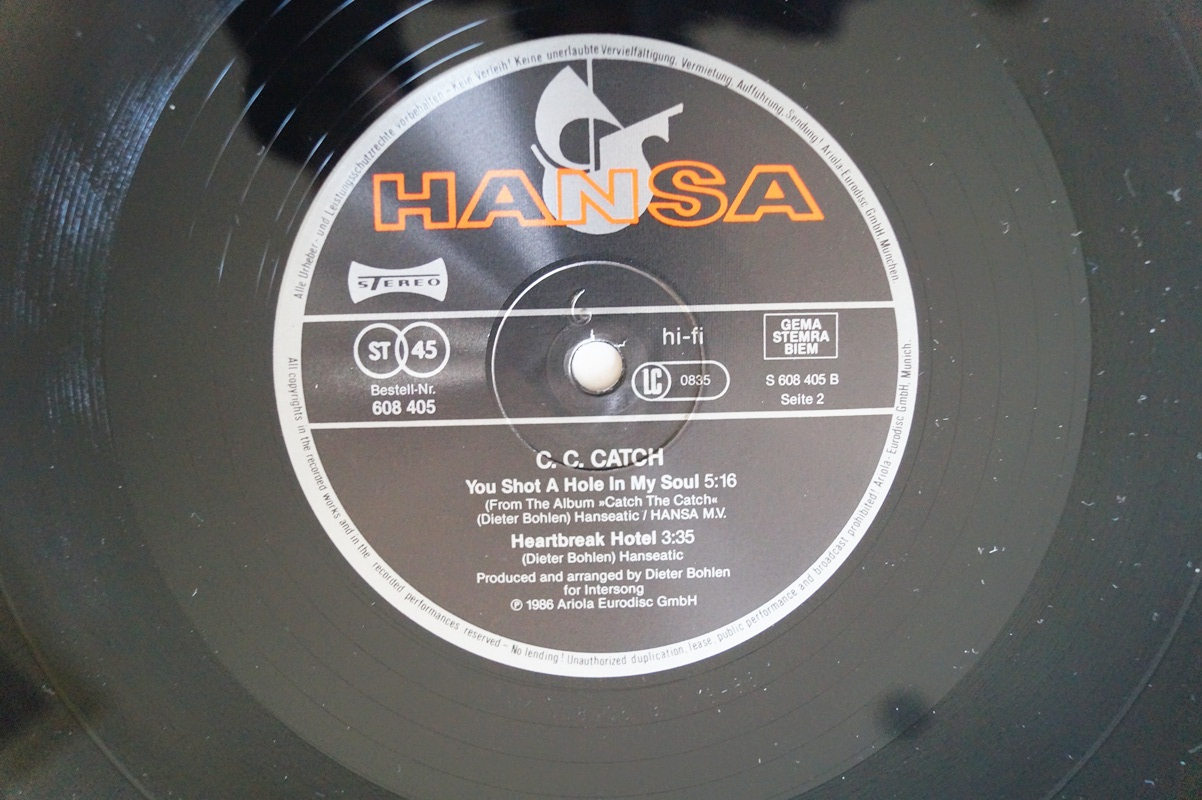 Alle Urheber- und Leistungsschutzrechte vorbehalten - Kein Verleih! Keine unerlaubte Vervielfältigung, Vermietung, Aufführung, Sendung! Ariola-Eurodisc GmbH, München
HANSA
STEREO
ST 45
hi-fi
GEMA
STEMRA
BIEM
Bestell-Nr.
608 405
LC 0835
S 608 405 B
Seite 2
C. C. CATCH
You Shot A Hole In My Soul 5:16
(From The Album »Catch The Catch«
(Dieter Bohlen) Hanseatic / HANSA M.V.
Heartbreak Hotel 3:35
(Dieter Bohlen) Hanseatic
Produced and arranged by Dieter Bohlen
for Intersong
℗ 1986 Ariola Eurodisc GmbH
All copyrights in the recorded works and in the recorded performances reserved - No lending! Unauthorized duplication, lease, public performance and broadcast prohibited! Ariola-Eurodisc GmbH, Munich.